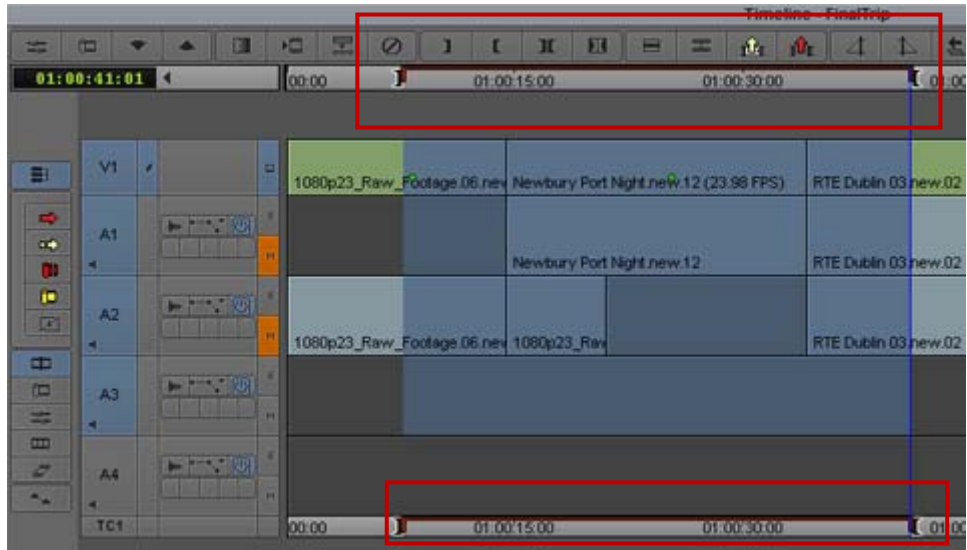 Timeline - FinalTrip
01:00:41:01
00:00 01:00:15:00 01:00:30:00 01:00
V1
1080p23_Raw_Footage.06.new Newbury Port Night.new.12 (23.98 FPS) RTE Dublin 03.new.02
A1
M
Newbury Port Night.new.12 RTE Dublin 03.new.02
A2
M
1080p23_Raw_Footage.06.new 1080p23_Raw RTE Dublin 03.new.02
A3
M
A4
M
TC1 00:00 01:00:15:00 01:00:30:00 01:00